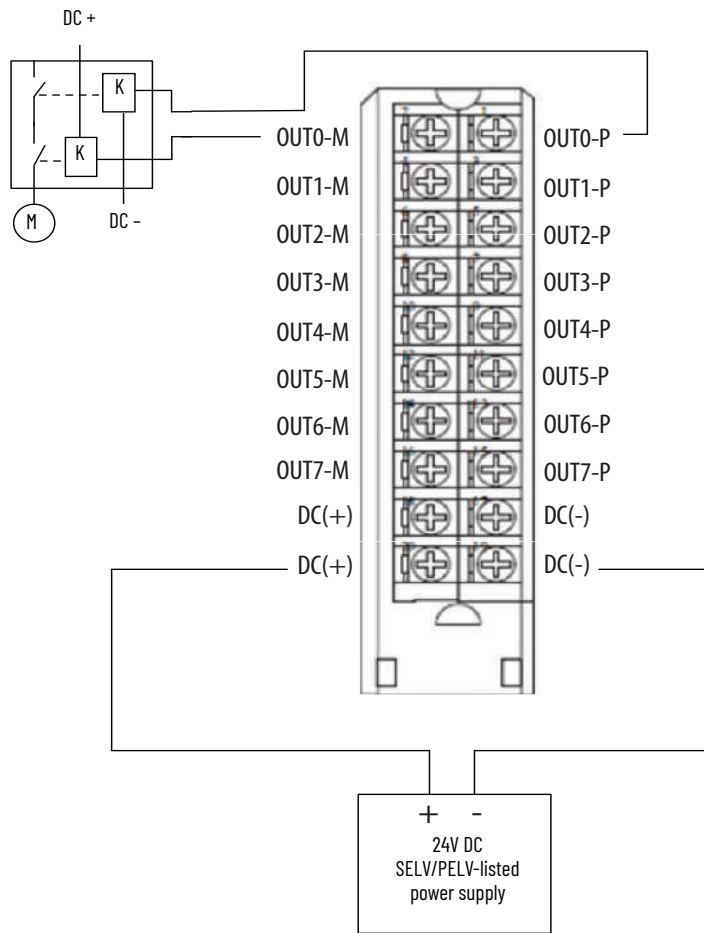 DC +
K
K
M
DC -
OUT0-M
OUT0-P
OUT1-M
OUT1-P
OUT2-M
OUT2-P
OUT3-M
OUT3-P
OUT4-M
OUT4-P
OUT5-M
OUT5-P
OUT6-M
OUT6-P
OUT7-M
OUT7-P
DC(+)
DC(-)
DC(+)
DC(-)
+ -
24V DC
SELV/PELV-listed
power supply